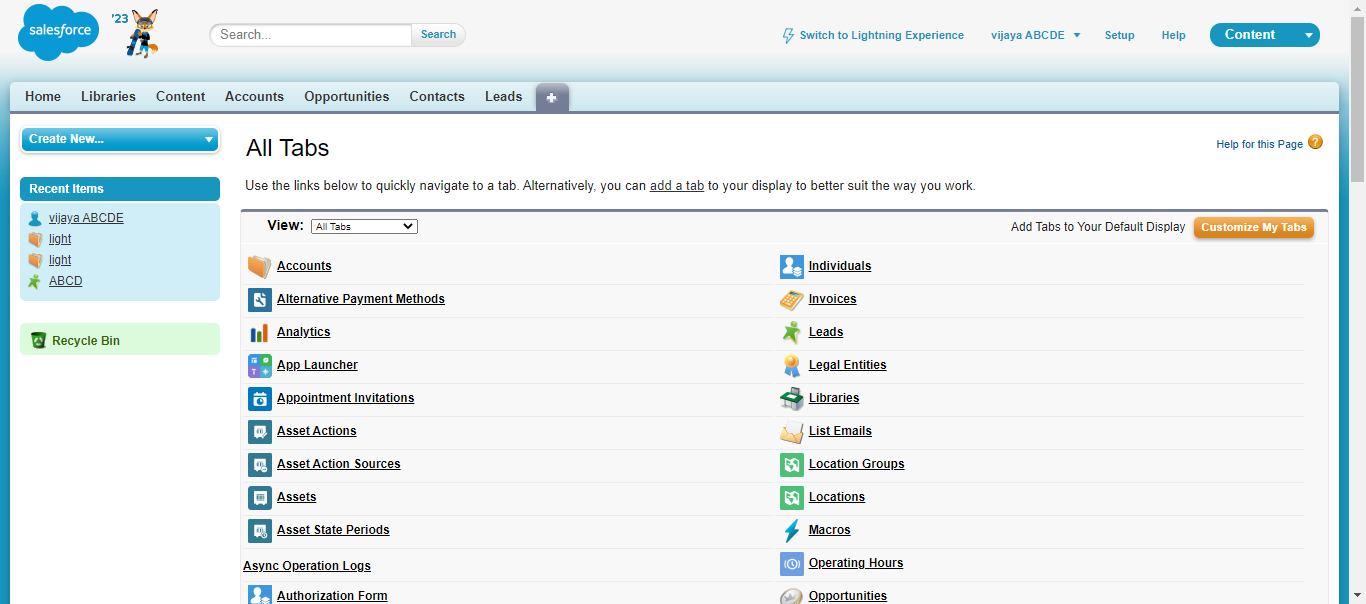 salesforce
'23
Search...
Search
Switch to Lightning Experience
vijaya ABCDE
Setup
Help
Content
Home
Libraries
Content
Accounts
Opportunities
Contacts
Leads
Create New...
Recent Items
vijaya ABCDE
light
light
ABCD
Recycle Bin
All Tabs
Help for this Page
Use the links below to quickly navigate to a tab. Alternatively, you can add a tab to your display to better suit the way you work.
View:
All Tabs
Add Tabs to Your Default Display
Customize My Tabs
Accounts
Alternative Payment Methods
Analytics
App Launcher
Appointment Invitations
Asset Actions
Asset Action Sources
Assets
Asset State Periods
Async Operation Logs
Authorization Form
Individuals
Invoices
Leads
Legal Entities
Libraries
List Emails
Location Groups
Locations
Macros
Operating Hours
Opportunities